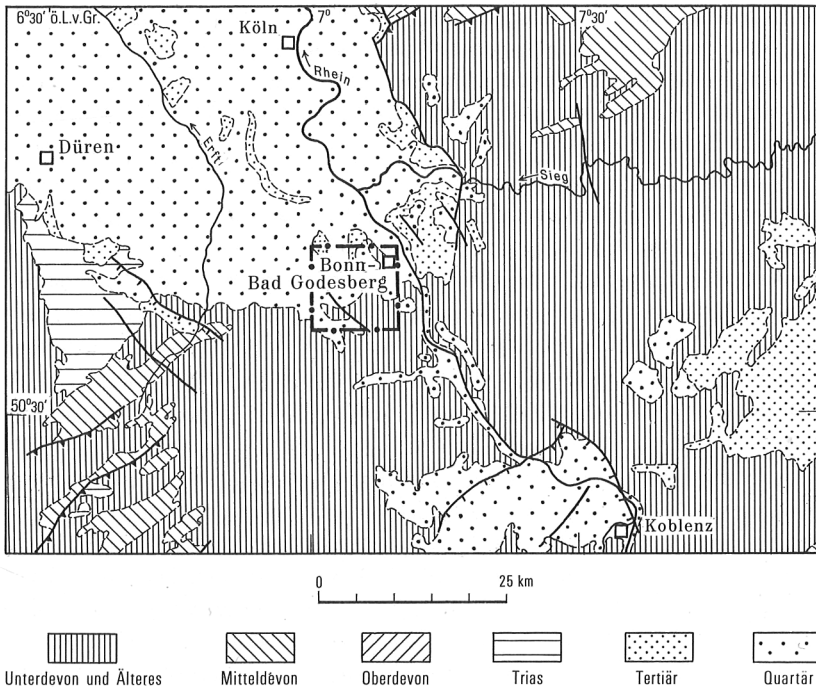 6°30' ö.L.v.Gr.
Köln
7°
7°30'
Rhein
Düren
Erft
Sieg
Bonn-
Bad Godesberg
50°30'
Koblenz
0
25 km
Unterdevon und Älteres
Mitteldevon
Oberdevon
Trias
Tertiär
Quartär